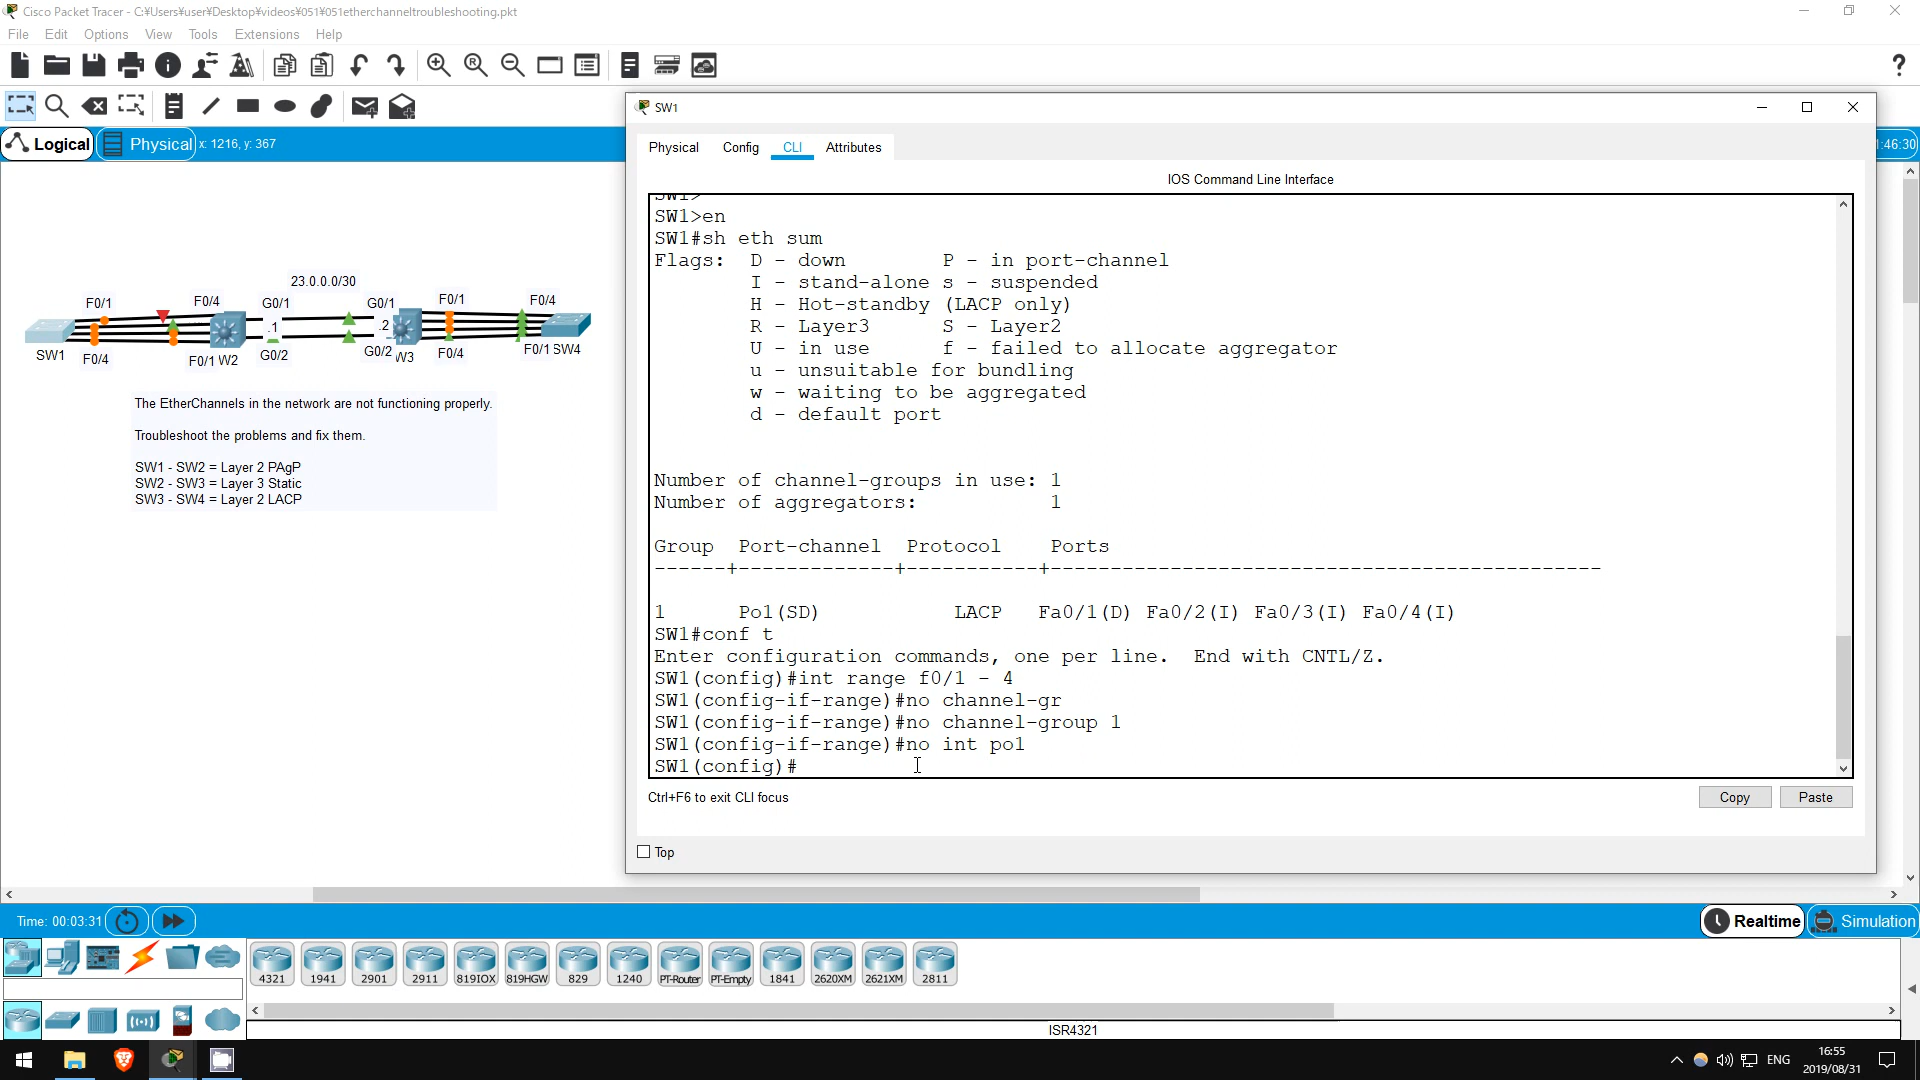 Cisco Packet Tracer - C:¥Users¥user¥Desktop¥videos¥051¥051etherchanneltroubleshooting.pkt
File Edit Options View Tools Extensions Help
?
Logical Physical x: 1216, y: 367
:46:30
SW1
Physical Config CLI Attributes
IOS Command Line Interface
SW1>
SW1>en
SW1#sh eth sum
Flags: D - down P - in port-channel
I - stand-alone s - suspended
H - Hot-standby (LACP only)
R - Layer3 S - Layer2
U - in use f - failed to allocate aggregator
u - unsuitable for bundling
w - waiting to be aggregated
d - default port
Number of channel-groups in use: 1
Number of aggregators: 1
Group Port-channel Protocol Ports
------+-------------+-----------+----------------------------------------------
1 Po1(SD) LACP Fa0/1(D) Fa0/2(I) Fa0/3(I) Fa0/4(I)
SW1#conf t
Enter configuration commands, one per line. End with CNTL/Z.
SW1(config)#int range f0/1 - 4
SW1(config-if-range)#no channel-gr
SW1(config-if-range)#no channel-group 1
SW1(config-if-range)#no int po1
SW1(config)#
Ctrl+F6 to exit CLI focus
Copy Paste
Top
23.0.0.0/30
F0/1 F0/4 G0/1 G0/1 F0/1 F0/4
.1 .2
SW1 F0/4 F0/1 W2 G0/2 G0/2 W3 F0/4 F0/1 SW4
The EtherChannels in the network are not functioning properly.
Troubleshoot the problems and fix them.
SW1 - SW2 = Layer 2 PAgP
SW2 - SW3 = Layer 3 Static
SW3 - SW4 = Layer 2 LACP
Time: 00:03:31
Realtime Simulation
4321 1941 2901 2911 819IOX 819HGW 829 1240 PT-Router PT-Empty 1841 2620XM 2621XM 2811
ISR4321
ENG
16:55
2019/08/31